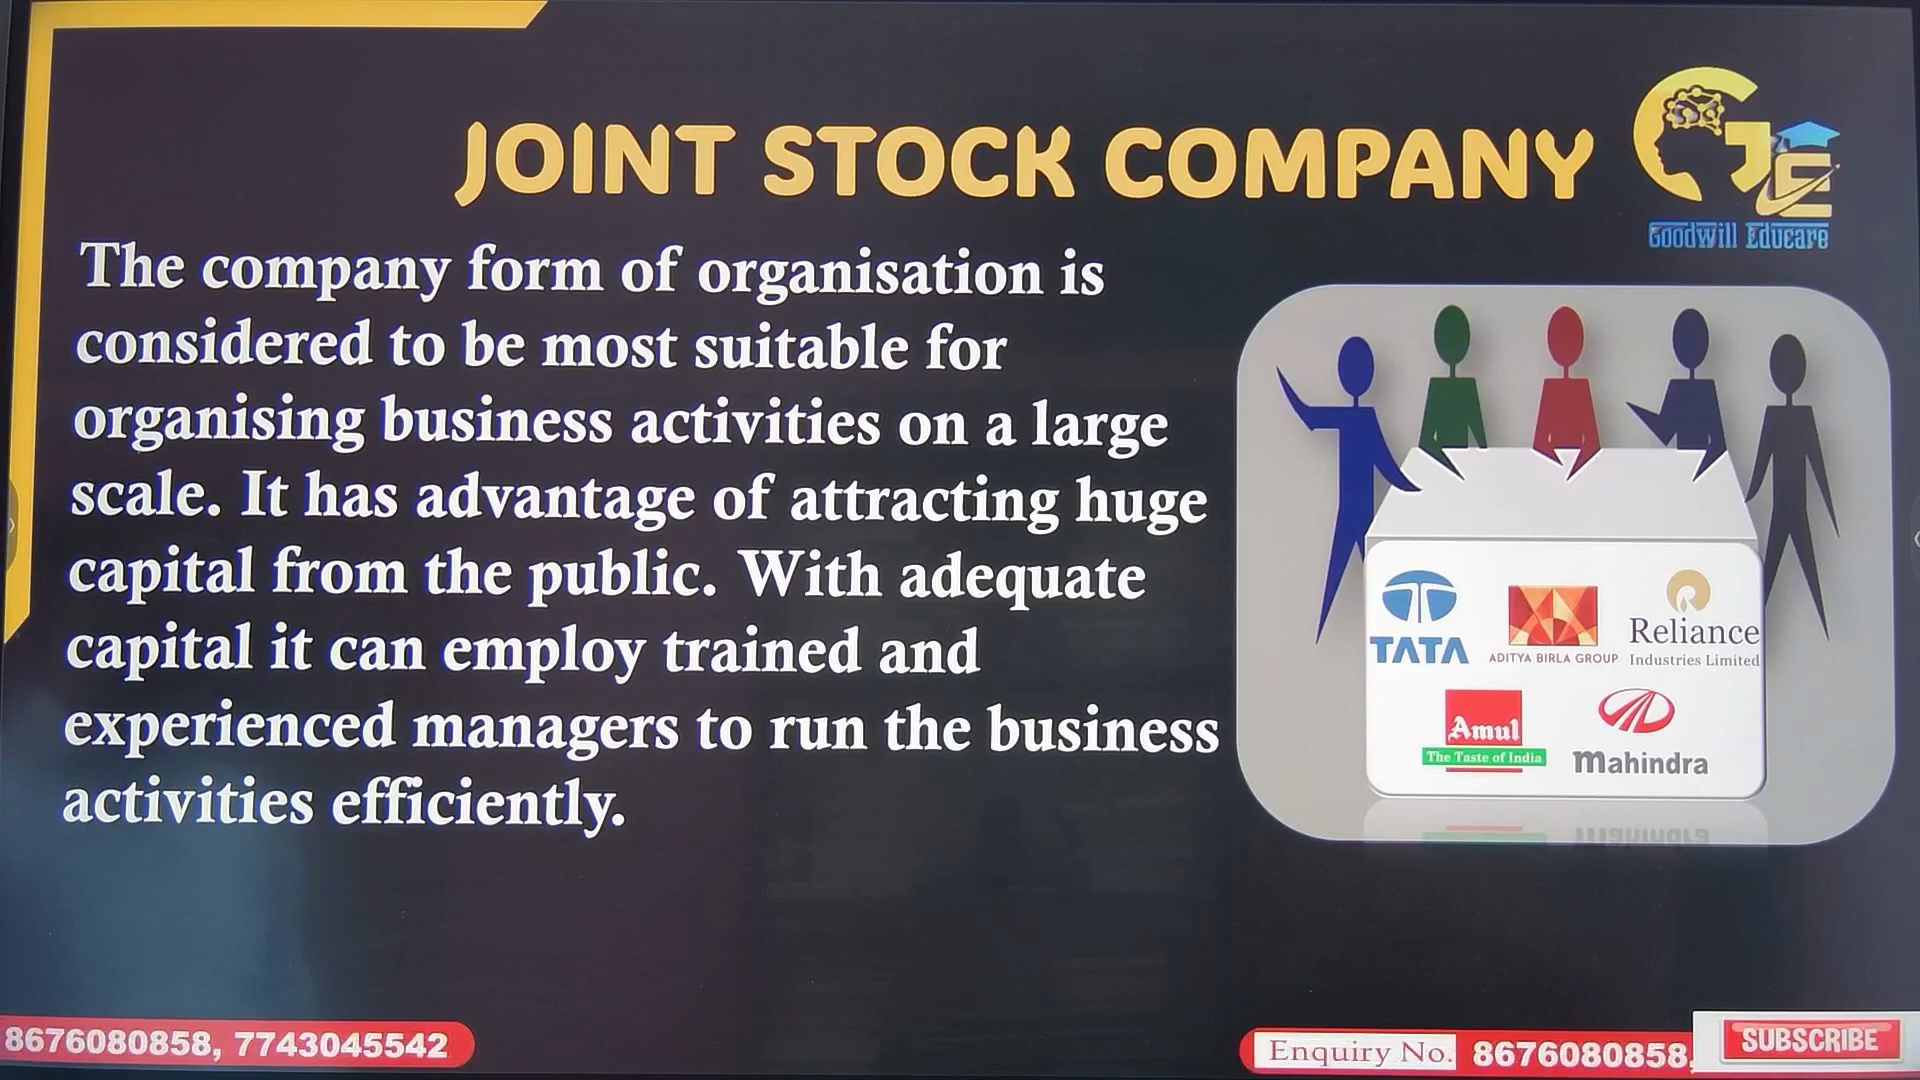 JOINT STOCK COMPANY
Goodwill Educare
The company form of organisation is
considered to be most suitable for
organising business activities on a large
scale. It has advantage of attracting huge
capital from the public. With adequate
capital it can employ trained and
experienced managers to run the business
activities efficiently.
TATA
ADITYA BIRLA GROUP
Reliance
Industries Limited
Amul
The Taste of India
Mahindra
8676080858, 7743045542
Enquiry No. 8676080858,
SUBSCRIBE